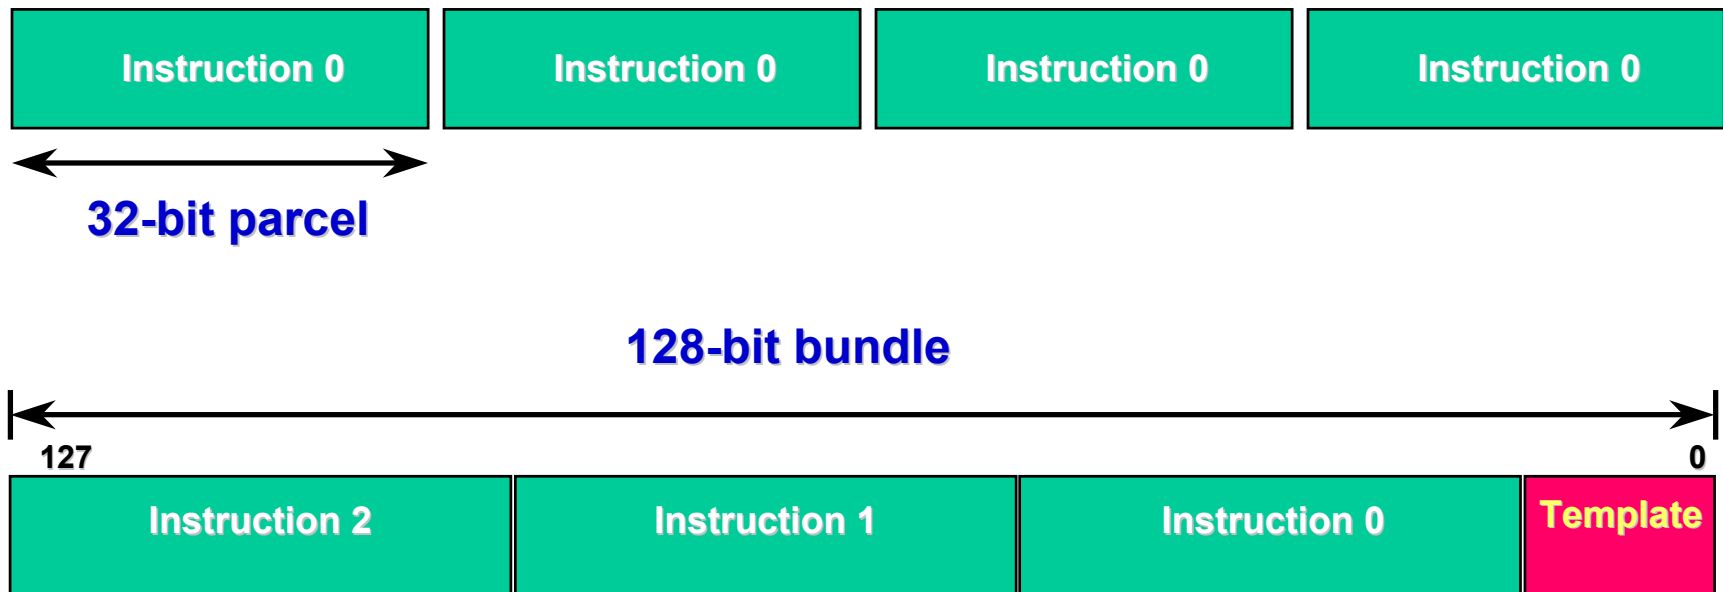 Instruction 0 Instruction 0 Instruction 0 Instruction 0
32-bit parcel
128-bit bundle
127 0
Instruction 2 Instruction 1 Instruction 0 Template